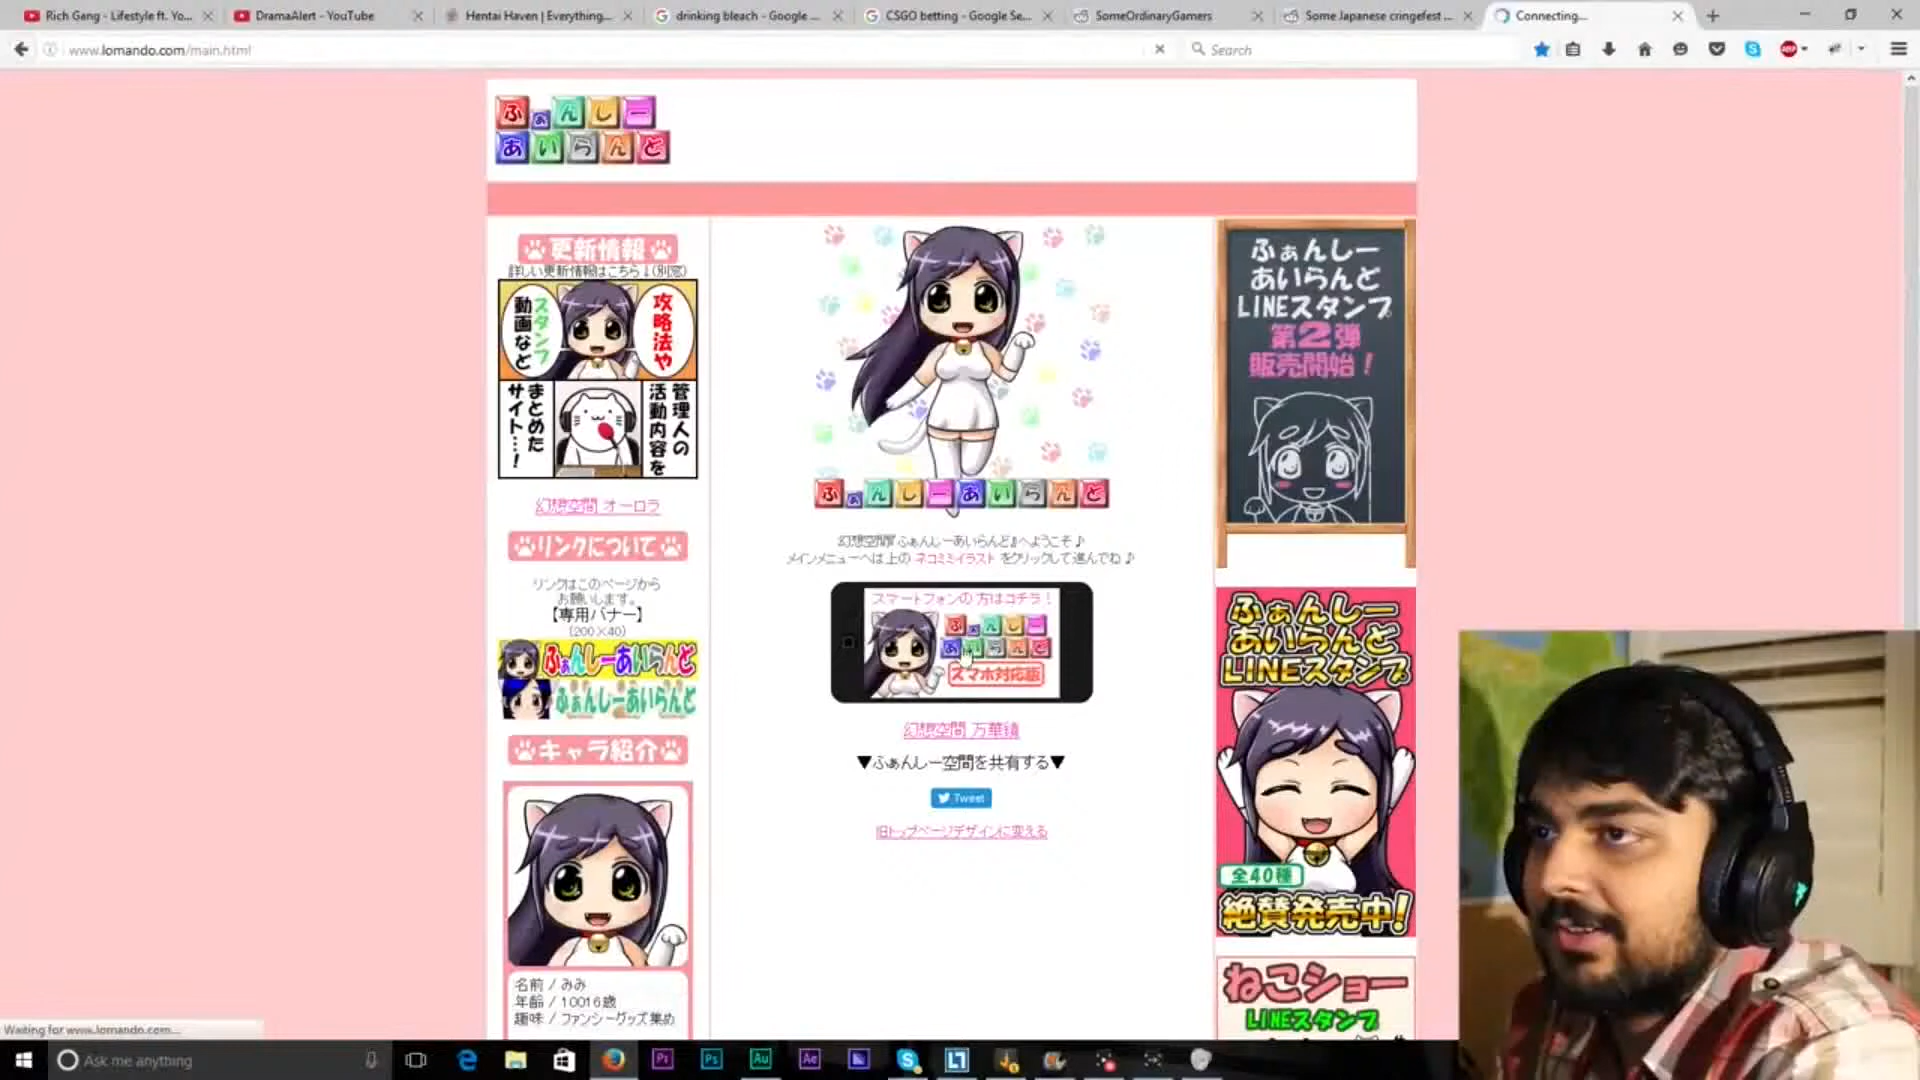 Rich Gang - Lifestyle ft. Yo...
DramaAlert - YouTube
Hentai Haven | Everything...
drinking bleach - Google ...
CSGO betting - Google Se...
SomeOrdinaryGamers
Some Japanese cringefest ...
Connecting...
www.lomando.com/main.html
Search
ABP
ふぁんしー
あいらんど
更新情報
詳しい更新情報はこちら↓(別窓)
攻略法や
スタンプ
動画など
管理人の
活動内容を
まとめた
サイト…!
幻想空間 オーロラ
リンクについて
リンクはこのページから
お願いします。
【専用バナー】
(200×40)
ふぁんしーあいらんど
ふぁんしーあいらんど
キャラ紹介
名前 / みみ
年齢 / 10016歳
趣味 / ファンシーグッズ集め
ふぁんしーあいらんど
幻想空間『ふぁんしーあいらんど』へようこそ♪
メインメニューへは上の ネコミミイラスト をクリックして進んでね♪
スマートフォンの方はコチラ!
ふぁんしー
あいらんど
スマホ対応版
幻想空間 万華鏡
▼ふぁんしー空間を共有する▼
Tweet
旧トップページデザインに変える
ふぁんしー
あいらんど
LINEスタンプ
第2弾
販売開始!
ふぁんしー
あいらんど
LINEスタンプ
全40種
絶賛発売中!
ねこショー
LINEスタンプ
Waiting for www.lomando.com...
Ask me anything
Pr
Ps
Au
Ae